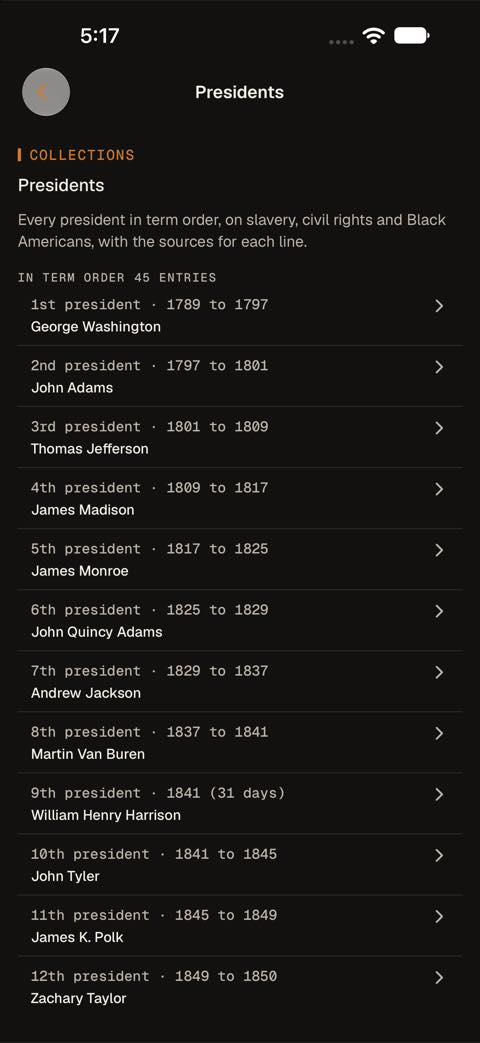 5:17
Presidents
COLLECTIONS
Presidents
Every president in term order, on slavery, civil rights and Black
Americans, with the sources for each line.
IN TERM ORDER 45 ENTRIES
1st president · 1789 to 1797
George Washington
2nd president · 1797 to 1801
John Adams
3rd president · 1801 to 1809
Thomas Jefferson
4th president · 1809 to 1817
James Madison
5th president · 1817 to 1825
James Monroe
6th president · 1825 to 1829
John Quincy Adams
7th president · 1829 to 1837
Andrew Jackson
8th president · 1837 to 1841
Martin Van Buren
9th president · 1841 (31 days)
William Henry Harrison
10th president · 1841 to 1845
John Tyler
11th president · 1845 to 1849
James K. Polk
12th president · 1849 to 1850
Zachary Taylor